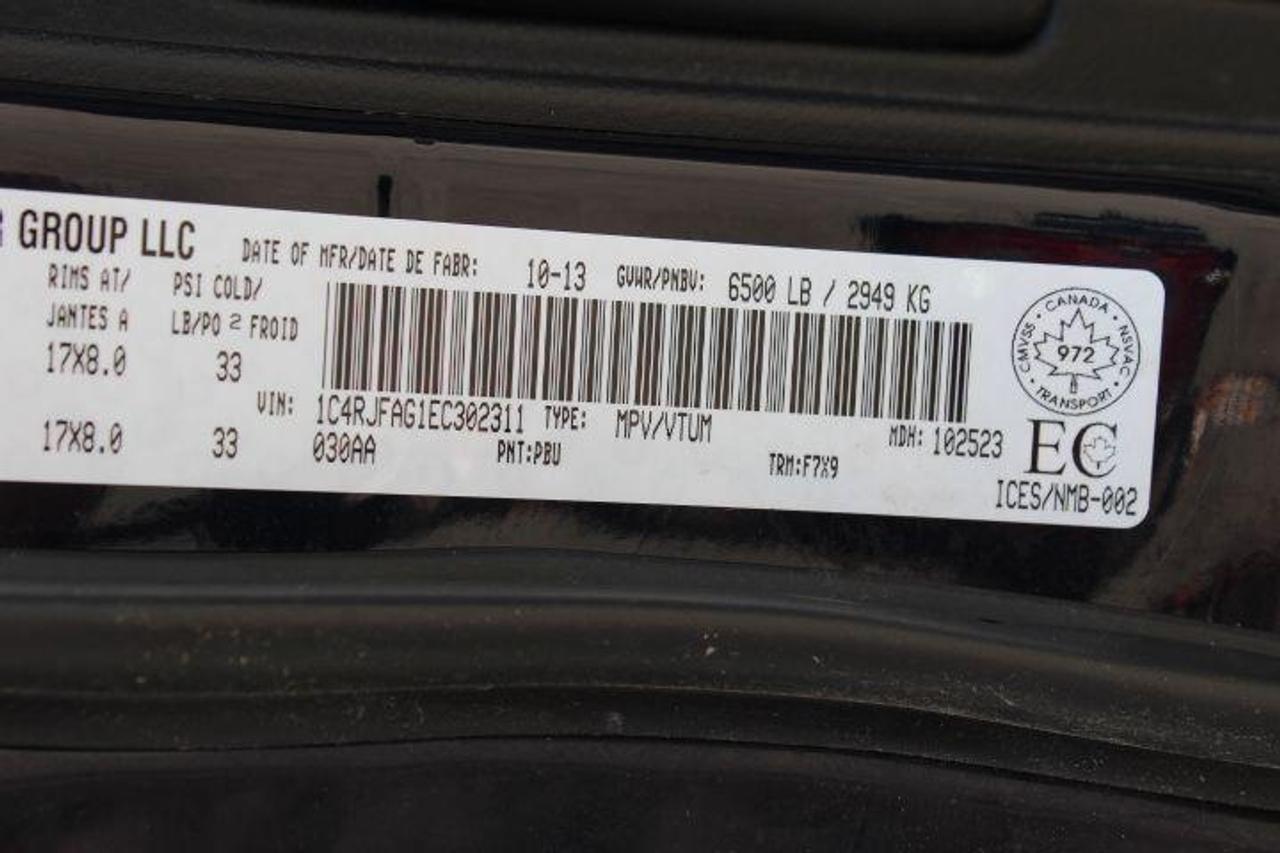 GROUP LLC DATE OF MFR/DATE DE FABR: 10-13 GVWR/PNBV: 6500 LB / 2949 KG
RIMS AT/ PSI COLD/
JANTES A LB/PO 2 FROID
17X8.0 33
VIN: 1C4RJFAG1EC302311 TYPE: MPV/VTUM MDH: 102523
17X8.0 33 030AA PNT:PBU TRM:F7X9
CANADA
CMVSS 972 NSVAC
TRANSPORT
EC
ICES/NMB-002